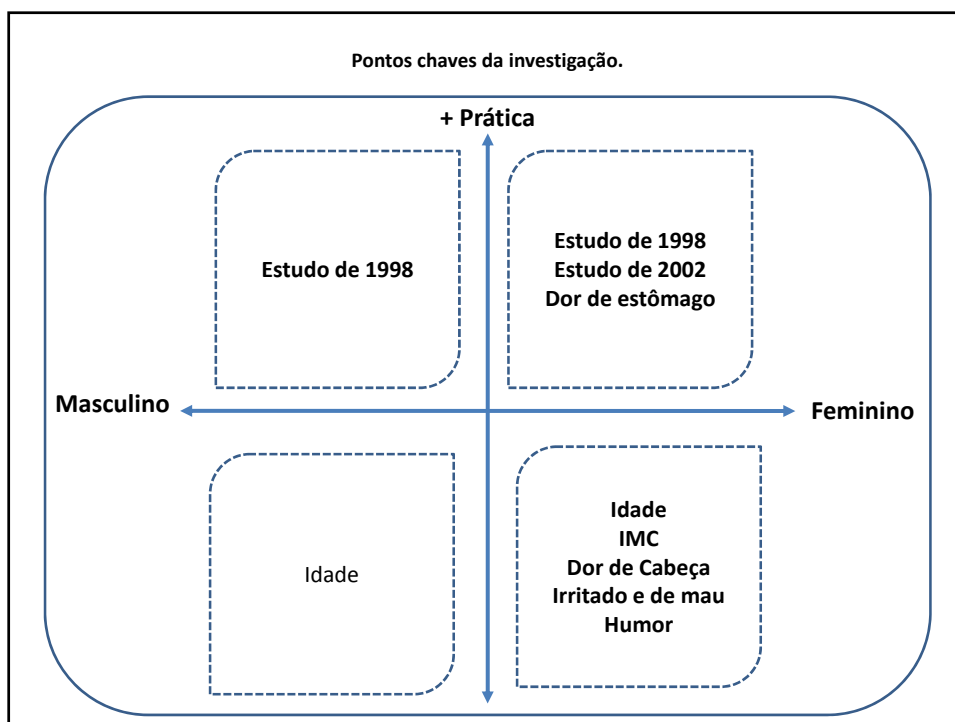 Pontos chaves da investigação.
+ Prática
Estudo de 1998
Estudo de 1998
Estudo de 2002
Dor de estômago
Masculino
Feminino
Idade
Idade
IMC
Dor de Cabeça
Irritado e de mau
Humor